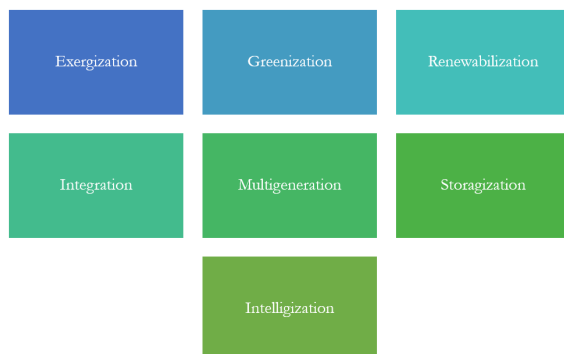 Exergization
Greenization
Renewabilization
Integration
Multigeneration
Storagization
Intelligization